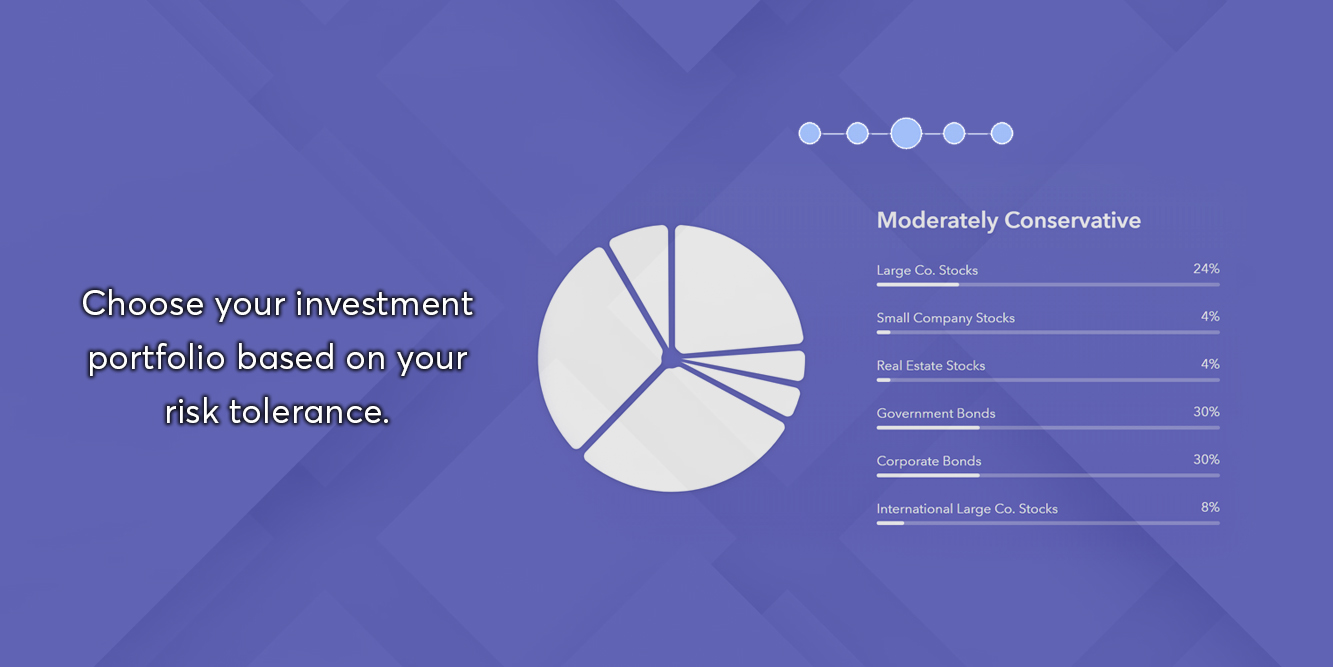 Choose your investment
portfolio based on your
risk tolerance.
Moderately Conservative
Large Co. Stocks 24%
Small Company Stocks 4%
Real Estate Stocks 4%
Government Bonds 30%
Corporate Bonds 30%
International Large Co. Stocks 8%